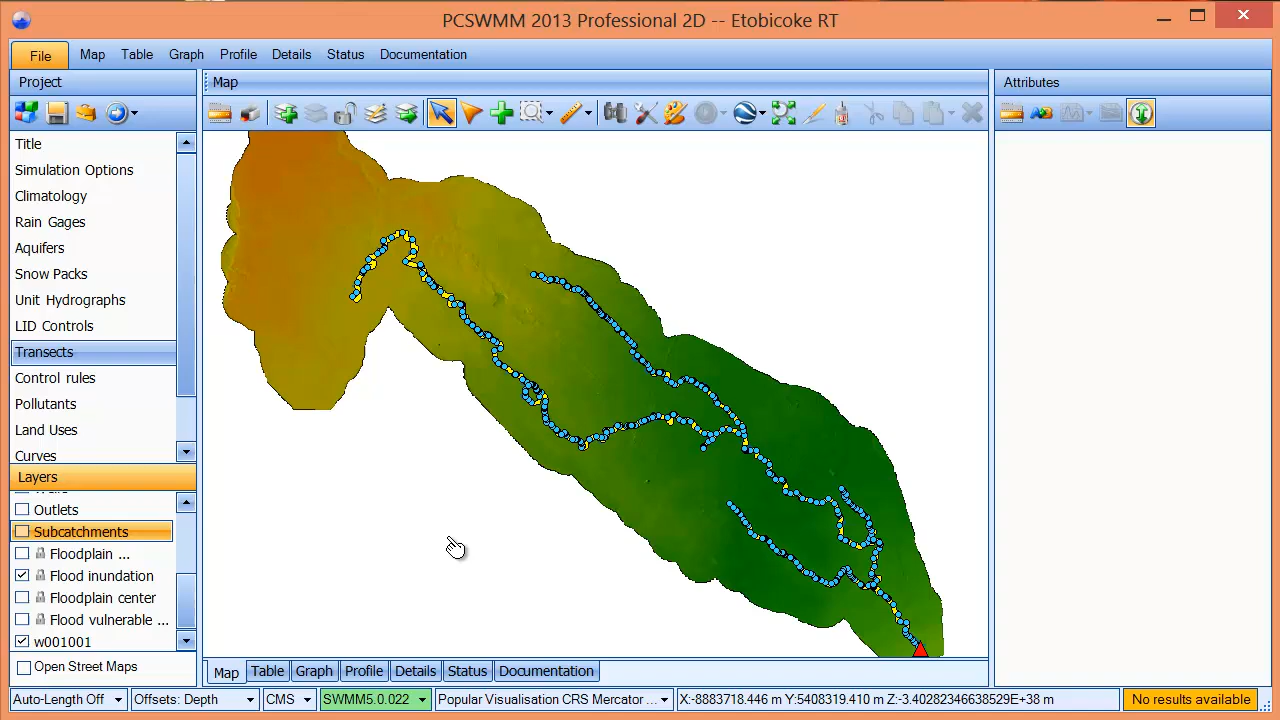 PCSWMM 2013 Professional 2D -- Etobicoke RT
File Map Table Graph Profile Details Status Documentation
Project
Map
Attributes
Title
Simulation Options
Climatology
Rain Gages
Aquifers
Snow Packs
Unit Hydrographs
LID Controls
Transects
Control rules
Pollutants
Land Uses
Curves
Layers
Outlets
Subcatchments
Floodplain ...
Flood inundation
Floodplain center
Flood vulnerable ...
w001001
Open Street Maps
Map Table Graph Profile Details Status Documentation
Auto-Length Off Offsets: Depth CMS SWMM5.0.022 Popular Visualisation CRS Mercator ... X:-8883718.446 m Y:5408319.410 m Z:-3.40282346638529E+38 m No results available